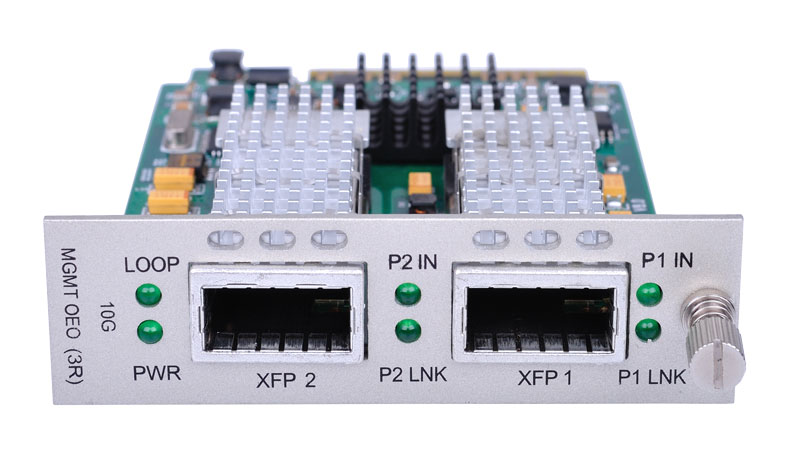 MGMT OEO (3R)
10G
LOOP
PWR
XFP 2
P2 IN
P2 LNK
XFP 1
P1 IN
P1 LNK